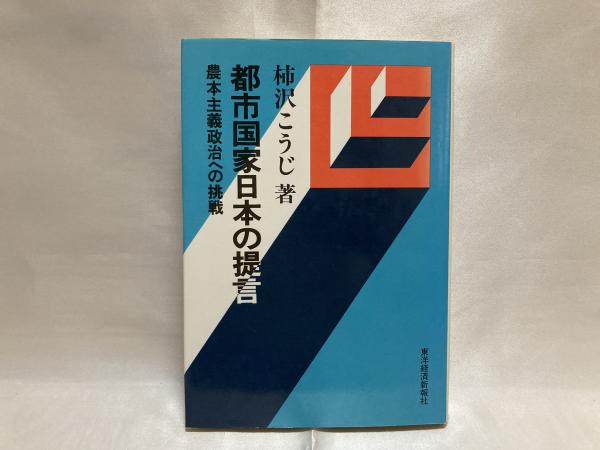 柿沢こうじ 著
都市国家日本の提言
農本主義政治への挑戦
東洋経済新報社